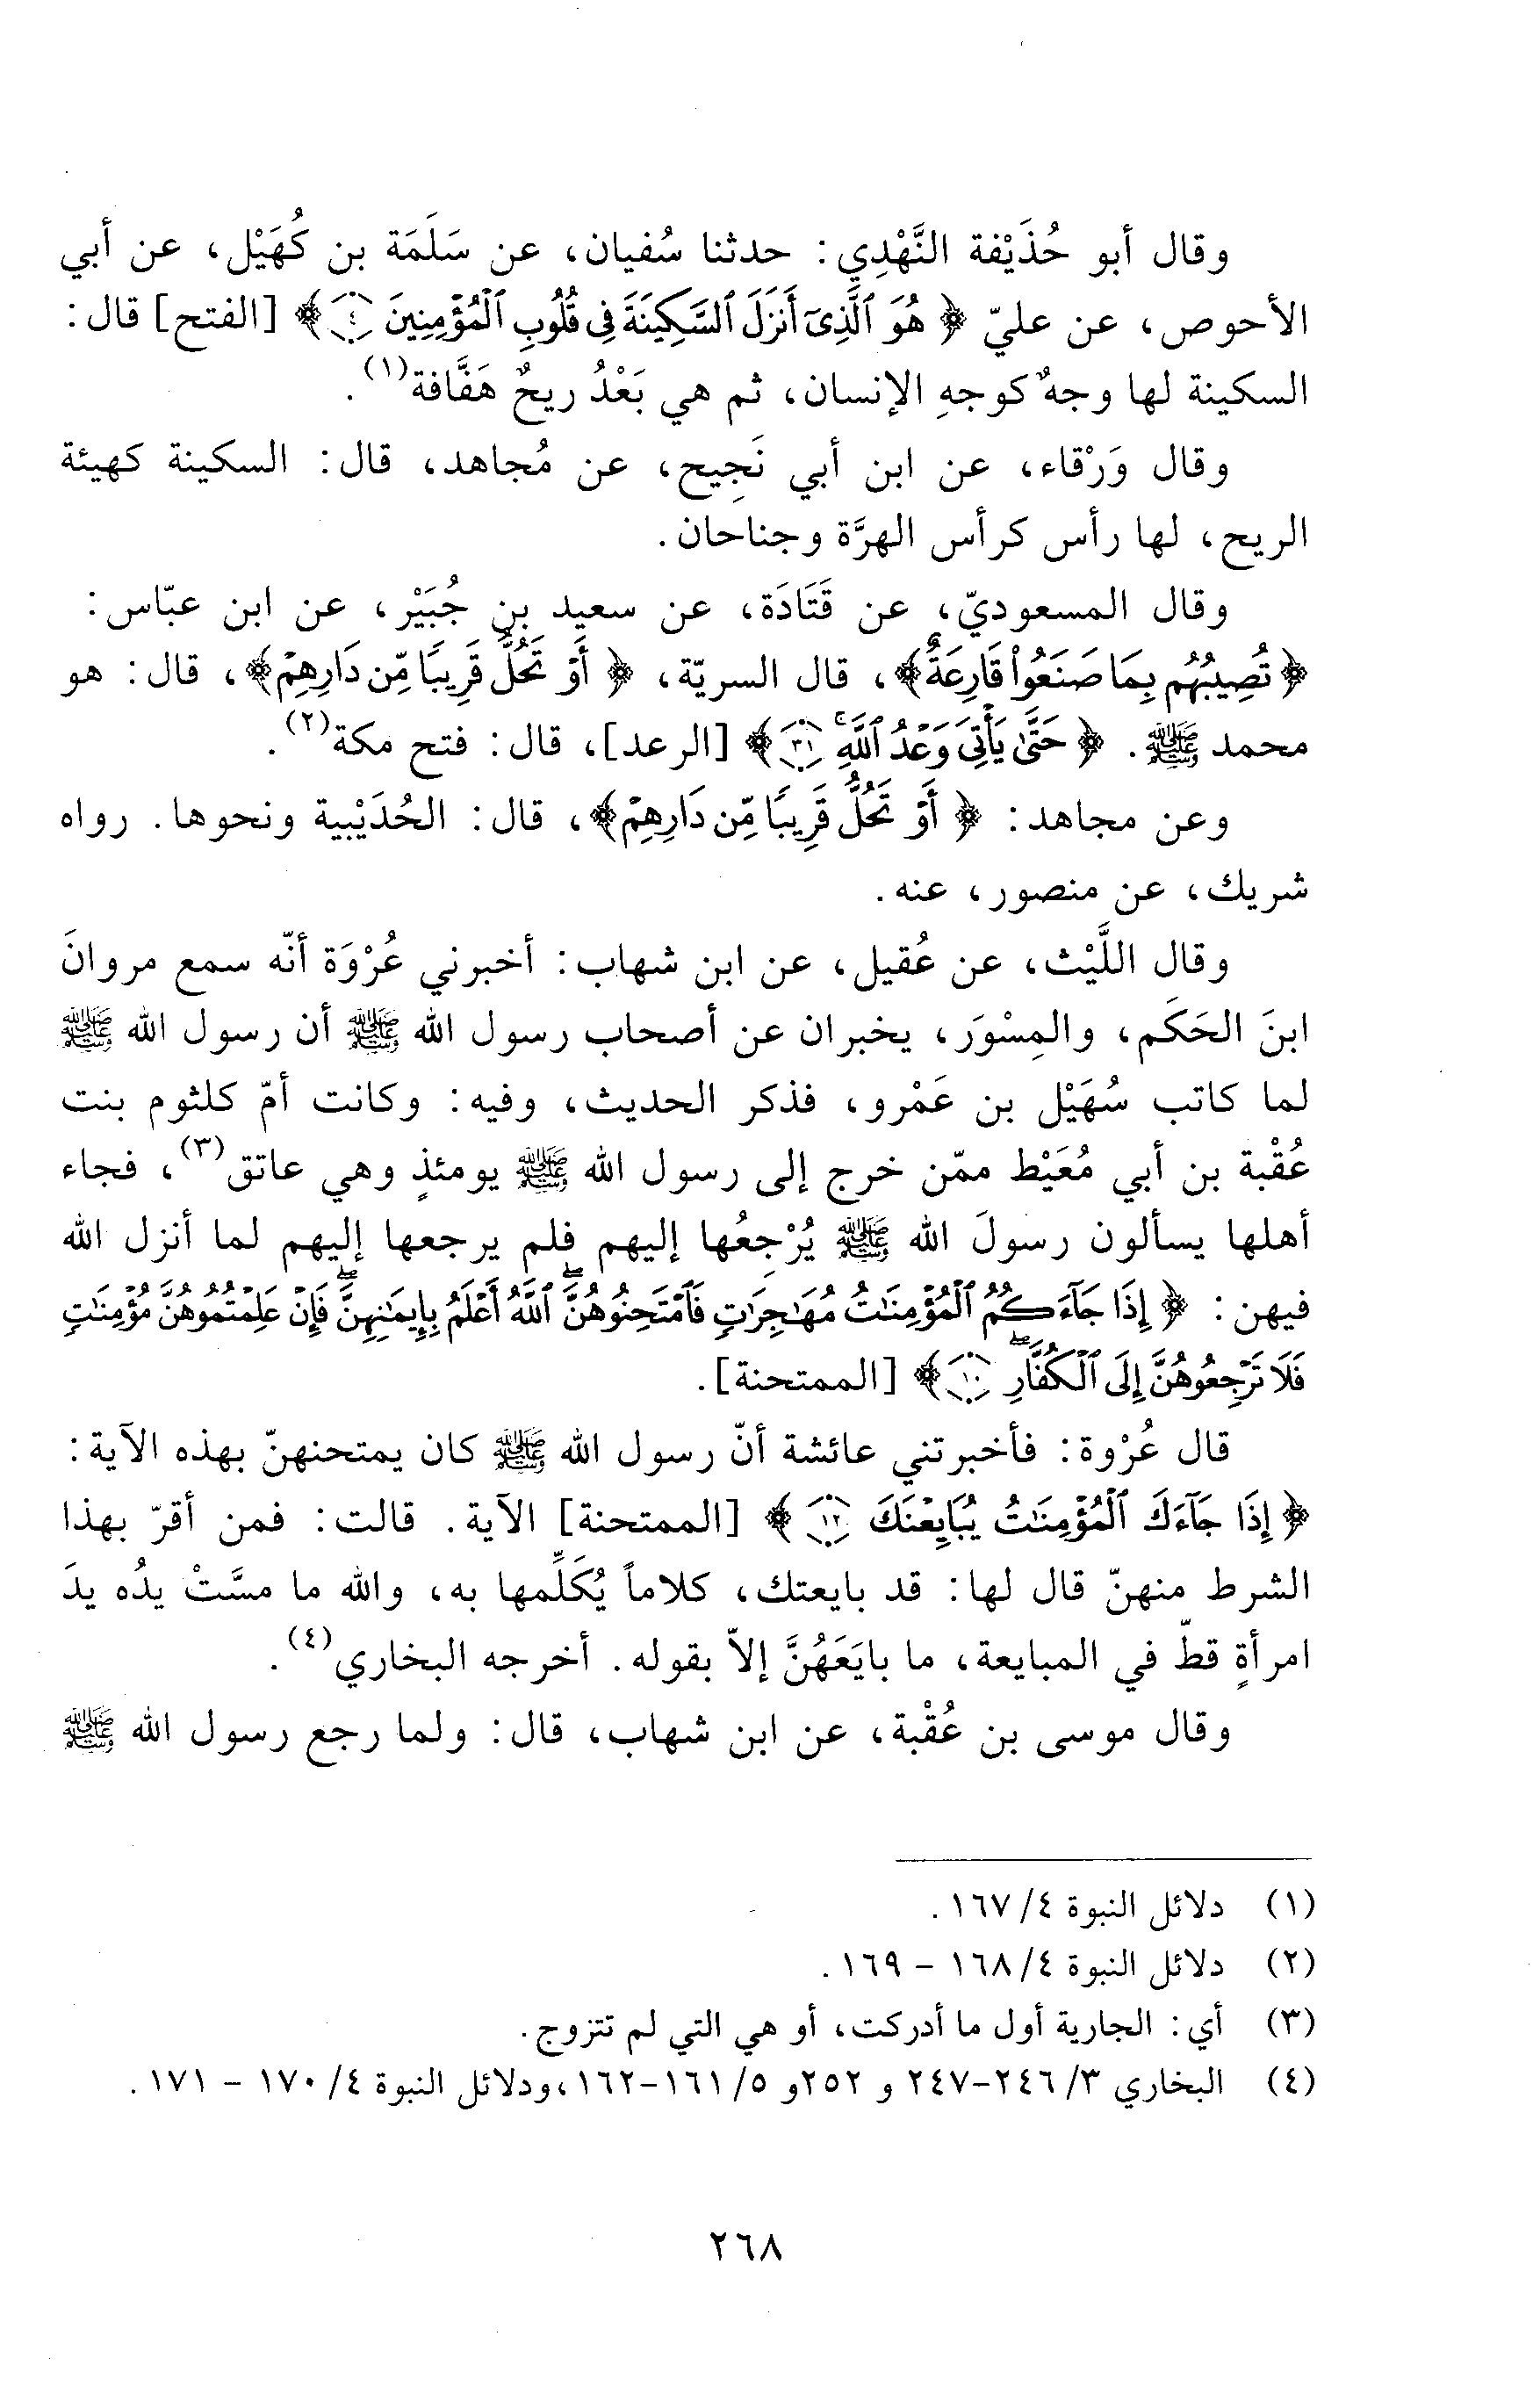 وقال أبو حُذَيْفة النَّهْدِي: حدثنا سُفيان، عن سَلَمَة بن كُهَيْل، عن أبي
الأحوص، عن عليّ ﴿هُوَ ٱلَّذِىٓ أَنزَلَ ٱلسَّكِينَةَ فِى قُلُوبِ ٱلْمُؤْمِنِينَ ٤﴾ [الفتح] قال:
السكينة لها وجهٌ كوجهِ الإنسان، ثم هي بَعْدُ ريحٌ هَفَّافة(١).
وقال وَرْقاء، عن ابن أبي نَجِيح، عن مُجاهد، قال: السكينة كهيئة
الريح، لها رأس كرأس الهرَّة وجناحان.
وقال المسعوديّ، عن قَتَادَة، عن سعيد بن جُبَيْر، عن ابن عبّاس:
﴿تُصِيبُهُم بِمَا صَنَعُوا۟ قَارِعَةٌ﴾، قال السريّة، ﴿أَوْ تَحُلُّ قَرِيبًا مِّن دَارِهِمْ﴾، قال: هو
محمد ﷺ. ﴿حَتَّىٰ يَأْتِىَ وَعْدُ ٱللَّهِ ۚ ٣١﴾ [الرعد]، قال: فتح مكة(٢).
وعن مجاهد: ﴿أَوْ تَحُلُّ قَرِيبًا مِّن دَارِهِمْ﴾، قال: الحُدَيْبية ونحوها. رواه
شريك، عن منصور، عنه.
وقال اللَّيْث، عن عُقيل، عن ابن شهاب: أخبرني عُرْوَة أنّه سمع مروانَ
ابنَ الحَكَم، والمِسْوَر، يخبران عن أصحاب رسول الله ﷺ أن رسول الله ﷺ
لما كاتب سُهَيْل بن عَمْرو، فذكر الحديث، وفيه: وكانت أمّ كلثوم بنت
عُقْبة بن أبي مُعَيْط ممّن خرج إلى رسول الله ﷺ يومئذٍ وهي عاتق(٣)، فجاء
أهلها يسألون رسولَ الله ﷺ يُرْجِعُها إليهم فلم يرجعها إليهم لما أنزل الله
فيهن: ﴿إِذَا جَآءَكُمُ ٱلْمُؤْمِنَٰتُ مُهَٰجِرَٰتٍ فَٱمْتَحِنُوهُنَّ ۖ ٱللَّهُ أَعْلَمُ بِإِيمَٰنِهِنَّ ۖ فَإِنْ عَلِمْتُمُوهُنَّ مُؤْمِنَٰتٍ
فَلَا تَرْجِعُوهُنَّ إِلَى ٱلْكُفَّارِ ۖ ١٠﴾ [الممتحنة].
قال عُرْوة: فأخبرتني عائشة أنّ رسول الله ﷺ كان يمتحنهنّ بهذه الآية:
﴿إِذَا جَآءَكَ ٱلْمُؤْمِنَٰتُ يُبَايِعْنَكَ ١٢﴾ [الممتحنة] الآية. قالت: فمن أقرّ بهذا
الشرط منهنّ قال لها: قد بايعتك، كلاماً يُكَلِّمها به، والله ما مسَّتْ يدُه يدَ
امرأةٍ قطّ في المبايعة، ما بايَعَهُنَّ إلاّ بقوله. أخرجه البخاري(٤).
وقال موسى بن عُقْبة، عن ابن شهاب، قال: ولما رجع رسول الله ﷺ
(١) دلائل النبوة ٤/ ١٦٧.
(٢) دلائل النبوة ٤/ ١٦٨ - ١٦٩.
(٣) أي: الجارية أول ما أدركت، أو هي التي لم تتزوج.
(٤) البخاري ٣/ ٢٤٦-٢٤٧ و ٢٥٢و ٥/ ١٦١-١٦٢،ودلائل النبوة ٤/ ١٧٠ - ١٧١.
٢٦٨